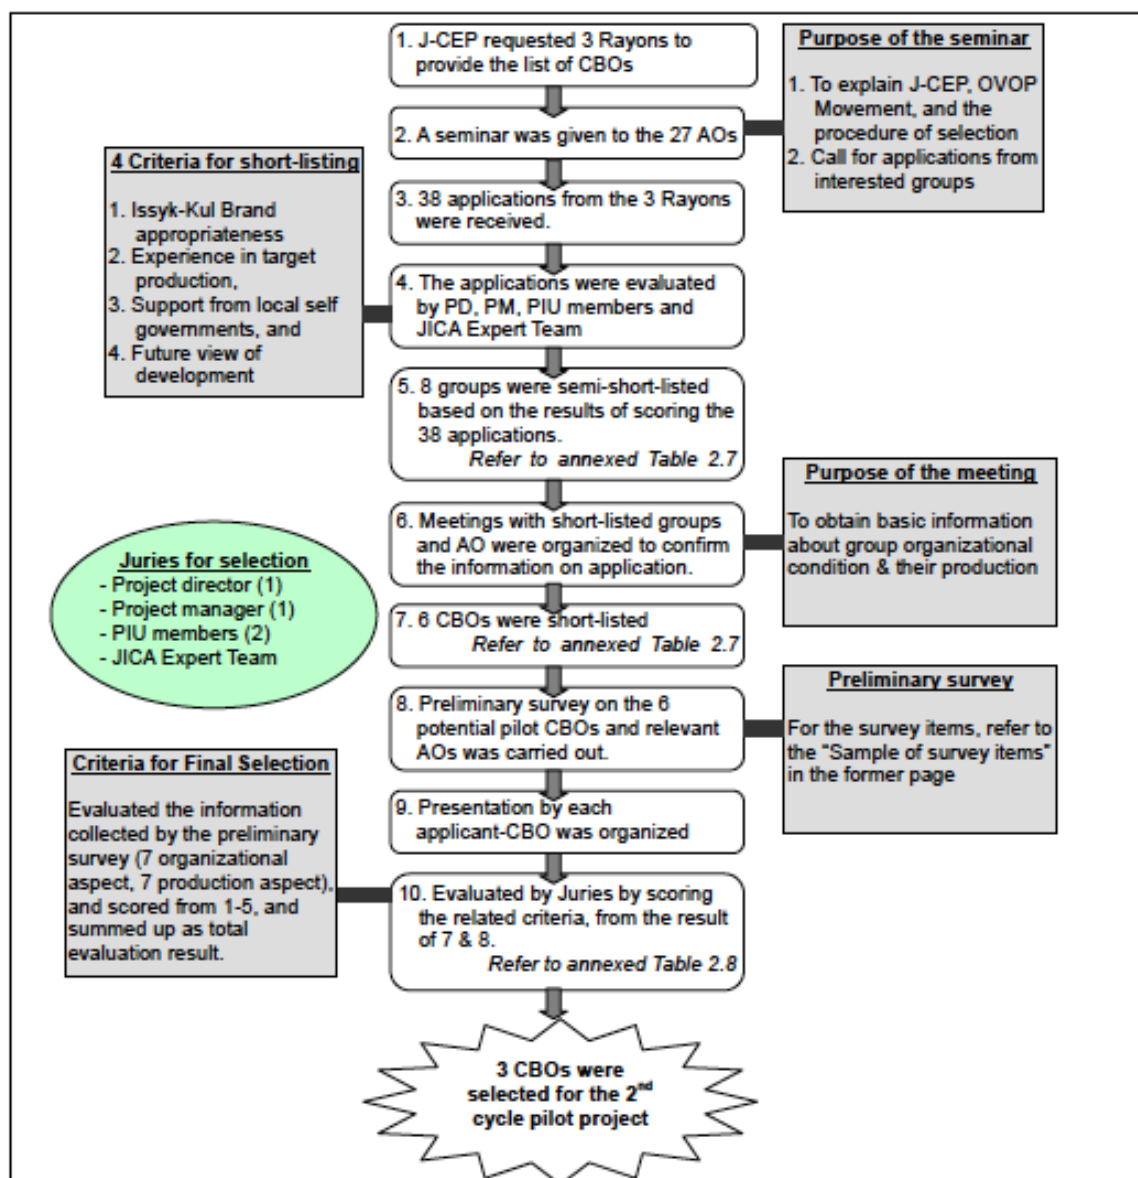 1. J-CEP requested 3 Rayons to
provide the list of CBOs
Purpose of the seminar
1. To explain J-CEP, OVOP
Movement, and the
procedure of selection
2. Call for applications from
interested groups
2. A seminar was given to the 27 AOs
4 Criteria for short-listing
1. Issyk-Kul Brand
appropriateness
2. Experience in target
production,
3. Support from local self
governments, and
4. Future view of
development
3. 38 applications from the 3 Rayons
were received.
4. The applications were evaluated
by PD, PM, PIU members and
JICA Expert Team
5. 8 groups were semi-short-listed
based on the results of scoring the
38 applications.
Refer to annexed Table 2.7
Purpose of the meeting
To obtain basic information
about group organizational
condition & their production
6. Meetings with short-listed groups
and AO were organized to confirm
the information on application.
Juries for selection
- Project director (1)
- Project manager (1)
- PIU members (2)
- JICA Expert Team
7. 6 CBOs were short-listed
Refer to annexed Table 2.7
Preliminary survey
For the survey items, refer to
the "Sample of survey items"
in the former page
8. Preliminary survey on the 6
potential pilot CBOs and relevant
AOs was carried out.
Criteria for Final Selection
Evaluated the information
collected by the preliminary
survey (7 organizational
aspect, 7 production aspect),
and scored from 1-5, and
summed up as total
evaluation result.
9. Presentation by each
applicant-CBO was organized
10. Evaluated by Juries by scoring
the related criteria, from the result
of 7 & 8.
Refer to annexed Table 2.8
3 CBOs were
selected for the 2nd
cycle pilot project